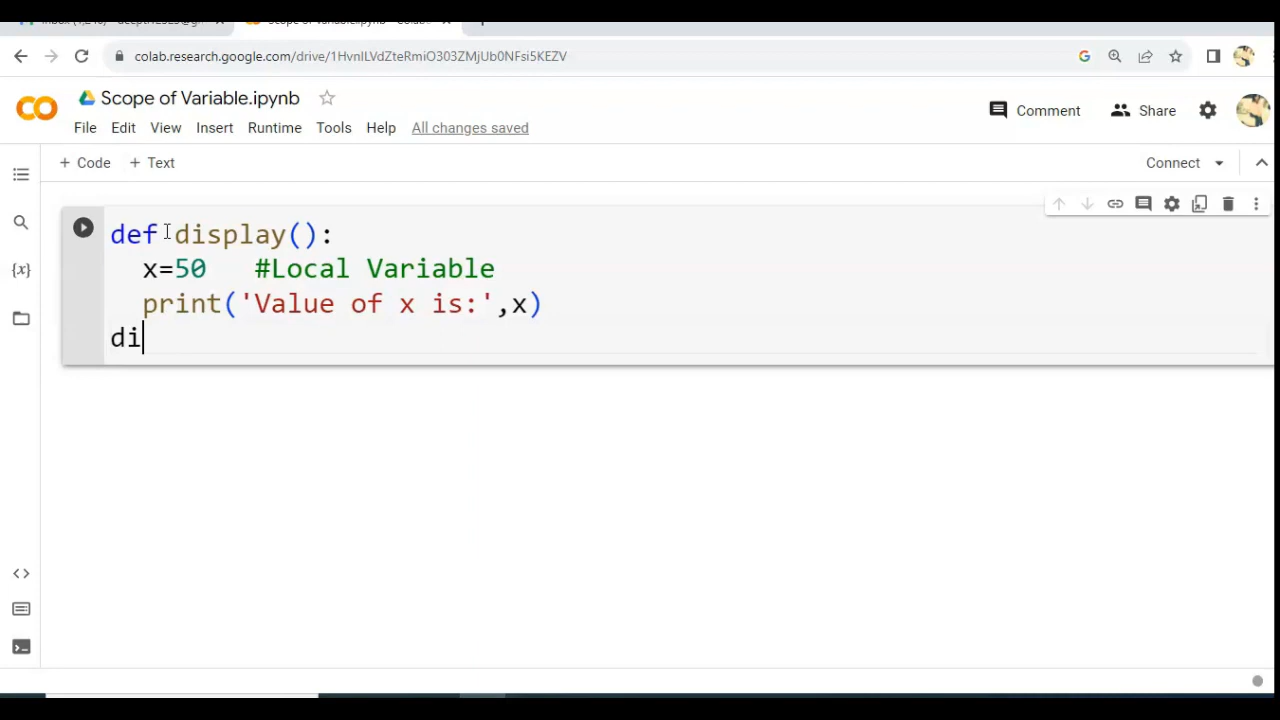 colab.research.google.com/drive/1HvnILVdZteRmiO303ZMjUb0NFsi5KEZV
Scope of Variable.ipynb
Comment
Share
File Edit View Insert Runtime Tools Help All changes saved
+ Code + Text
Connect
def display():
x=50 #Local Variable
print('Value of x is:',x)
di
{x}